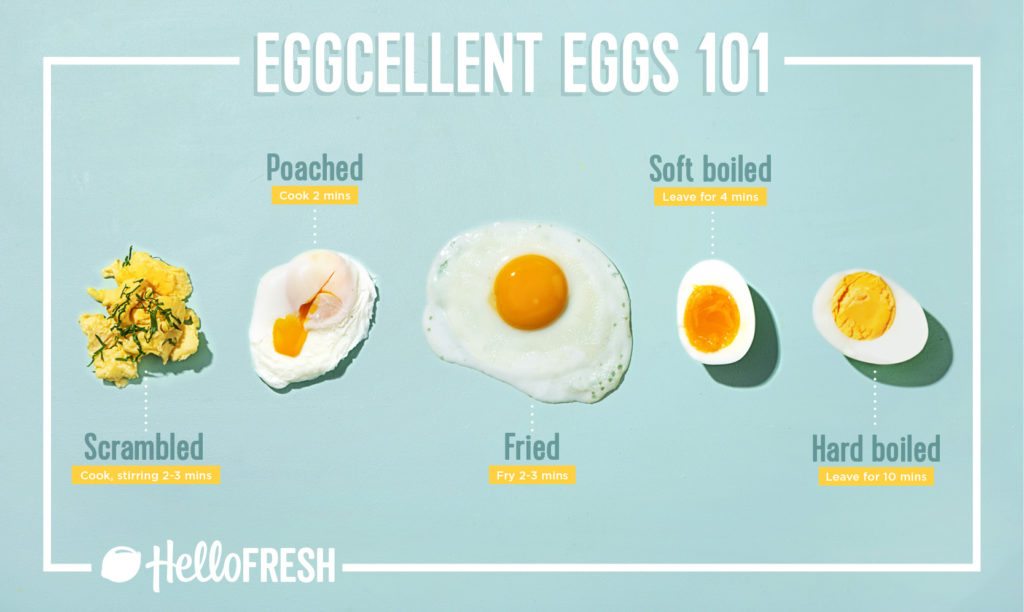 EGGCELLENT EGGS 101
Poached
Cook 2 mins
Soft boiled
Leave for 4 mins
Scrambled
Cook, stirring 2-3 mins
Fried
Fry 2-3 mins
Hard boiled
Leave for 10 mins
HelloFRESH